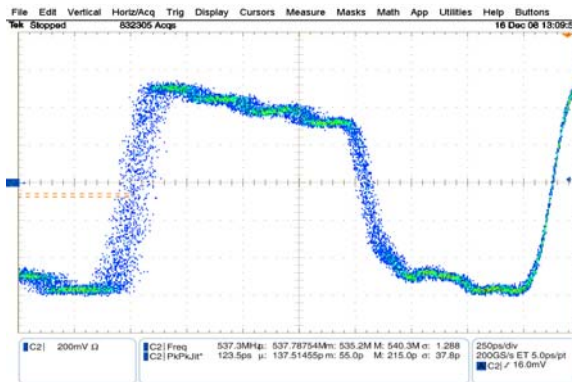 File Edit Vertical Horiz/Acq Trig Display Cursors Measure Masks Math App Utilities Help Buttons
Tek Stopped 832305 Acqs 16 Dec 08 13:09:5
C2 200mV Ω
C2 Freq 537.3MHz μ: 537.78754M m: 535.2M M: 540.3M σ: 1.288
C2 PkPkJit* 123.5ps μ: 137.51455p m: 55.0p M: 215.0p σ: 37.8p
250ps/div
200GS/s ET 5.0ps/pt
A C2 / 16.0mV